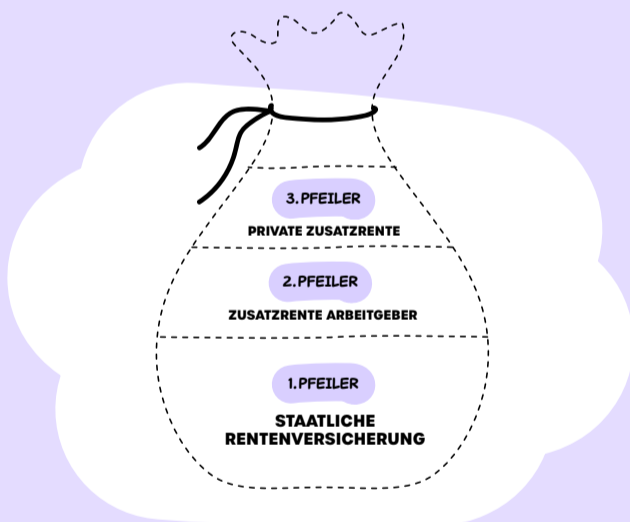 3. PFEILER
PRIVATE ZUSATZRENTE
2. PFEILER
ZUSATZRENTE ARBEITGEBER
1. PFEILER
STAATLICHE
RENTENVERSICHERUNG